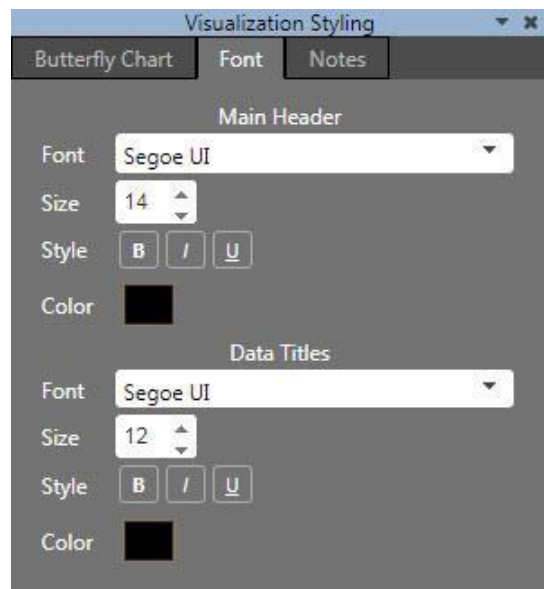 Visualization Styling
Butterfly Chart Font Notes
Main Header
Font Segoe UI
Size 14
Style B I U
Color
Data Titles
Font Segoe UI
Size 12
Style B I U
Color